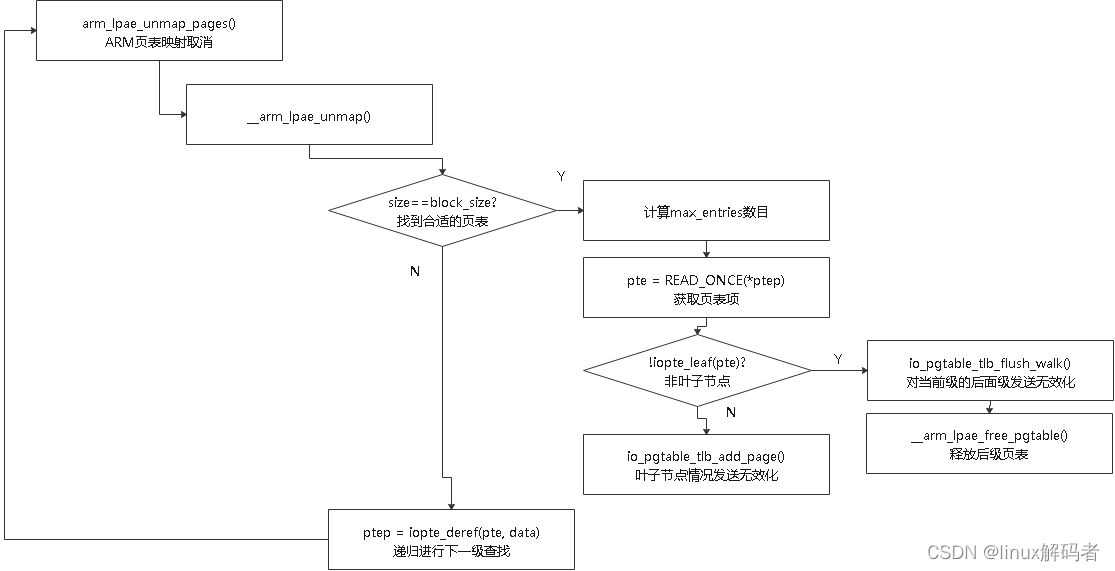 arm_lpae_unmap_pages()
ARM页表映射取消
__arm_lpae_unmap()
size==block_size?
找到合适的页表
Y
N
计算max_entries数目
pte = READ_ONCE(*ptep)
获取页表项
!iopte_leaf(pte)?
非叶子节点
Y
N
io_pgtable_tlb_flush_walk()
对当前级的后面级发送无效化
__arm_lpae_free_pgtable()
释放后级页表
io_pgtable_tlb_add_page()
叶子节点情况发送无效化
ptep = iopte_deref(pte, data)
递归进行下一级查找
CSDN @linux解码者